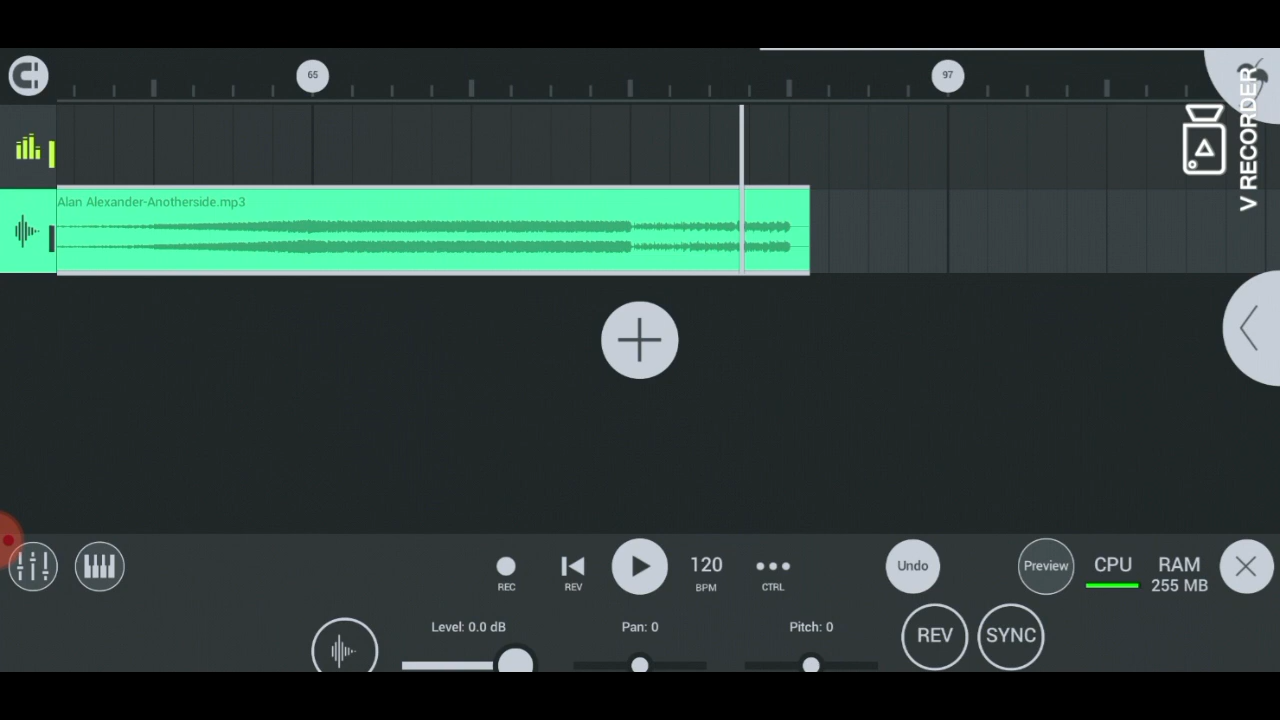 65
97
V RECORDER
Alan Alexander-Anotherside.mp3
REC
REV
120
BPM
CTRL
Undo
Preview
CPU
RAM
255 MB
Level: 0.0 dB
Pan: 0
Pitch: 0
REV
SYNC